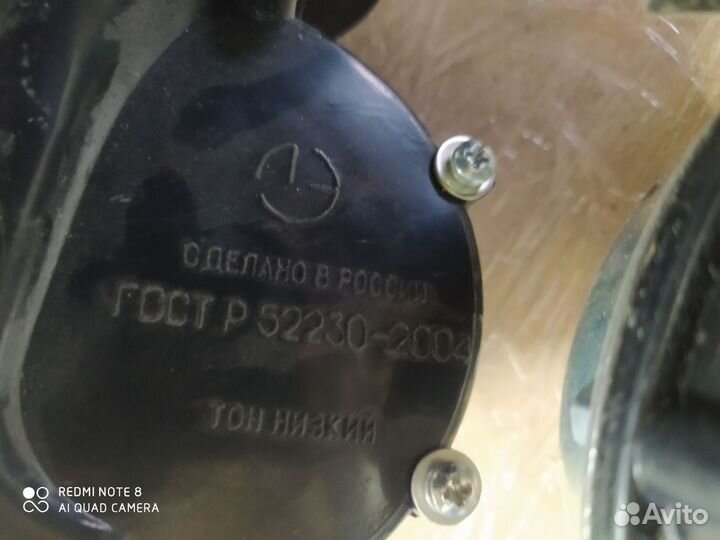 СДЕЛАНО В РОССИИ
ГОСТ Р 52230-2004
ТОН НИЗКИЙ
REDMI NOTE 8
AI QUAD CAMERA
Avito